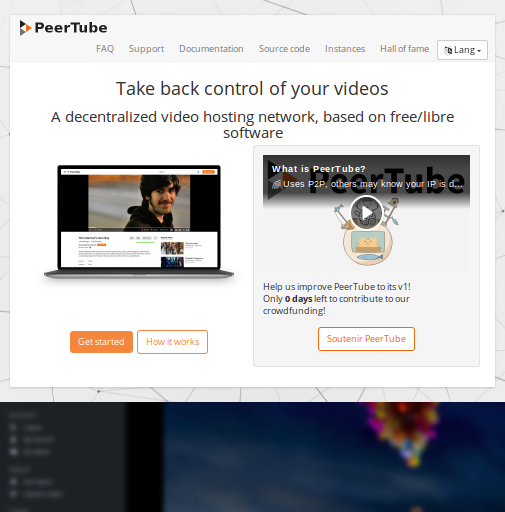 PeerTube
FAQ Support Documentation Source code Instances Hall of fame Lang
Take back control of your videos
A decentralized video hosting network, based on free/libre
software
What is PeerTube?
Uses P2P, others may know your IP is d...
PeerTube
Help us improve PeerTube to its v1!
Only 0 days left to contribute to our
crowdfunding!
Get started How it works
Soutenir PeerTube